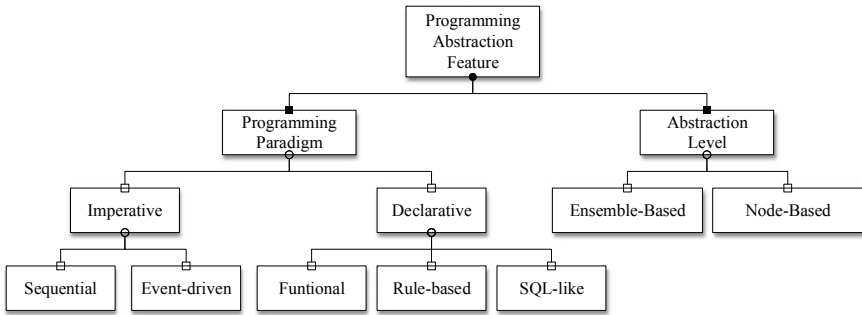 Programming
Abstraction
Feature
Programming
Paradigm
Abstraction
Level
Imperative
Declarative
Ensemble-Based
Node-Based
Sequential
Event-driven
Funtional
Rule-based
SQL-like